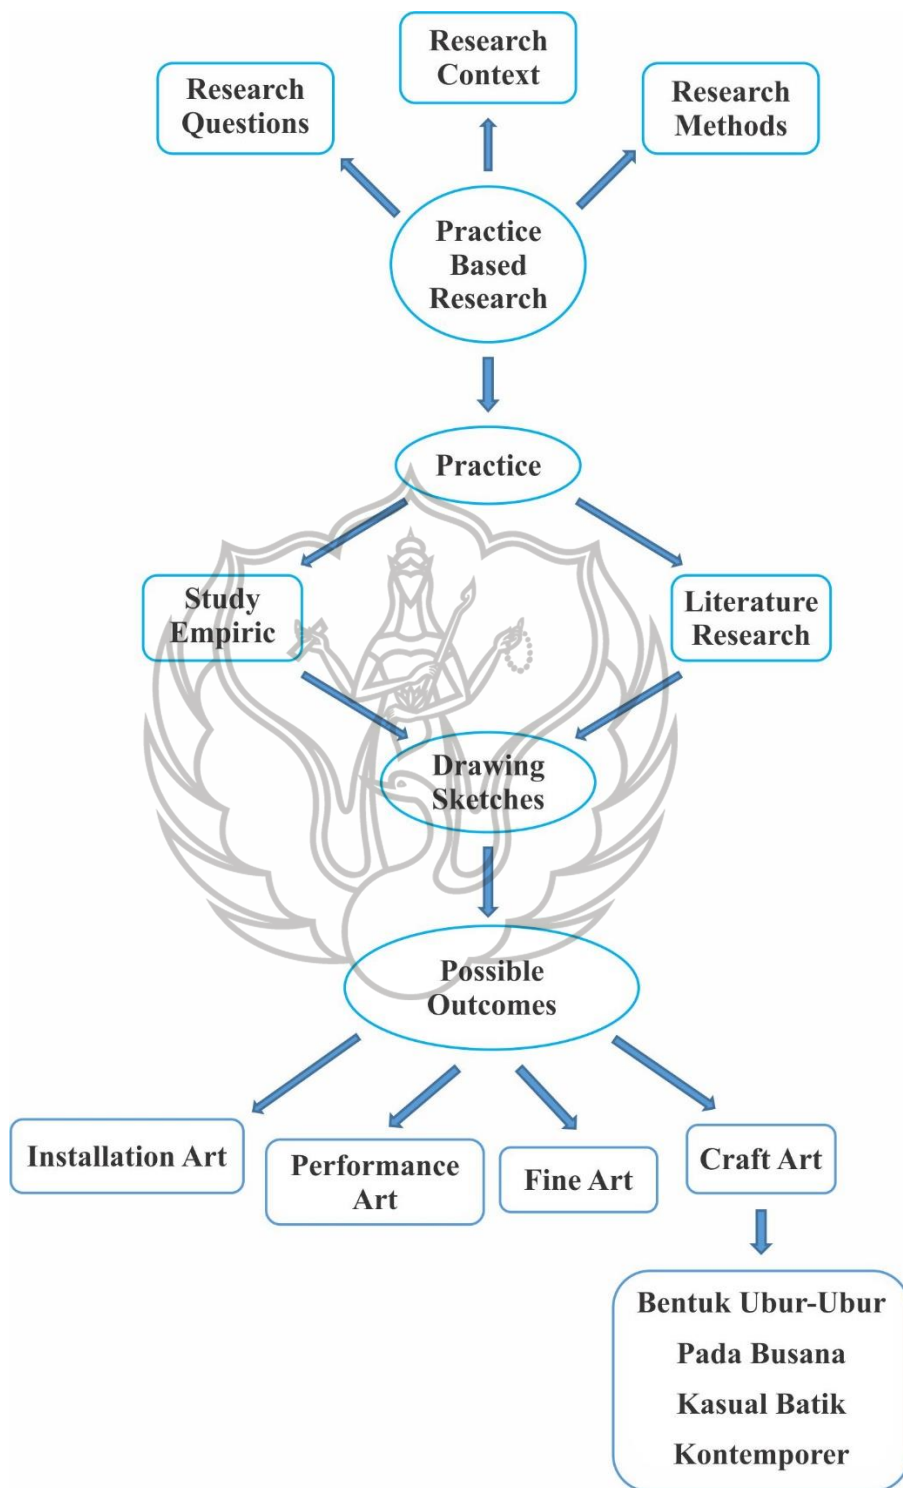 Research
Context
Research
Questions
Research
Methods
Practice
Based
Research
Practice
Study
Empiric
Literature
Research
Drawing
Sketches
Possible
Outcomes
Installation Art
Performance
Art
Fine Art
Craft Art
Bentuk Ubur-Ubur
Pada Busana
Kasual Batik
Kontemporer